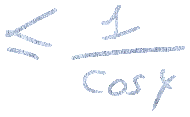 ≤ 1/cos x